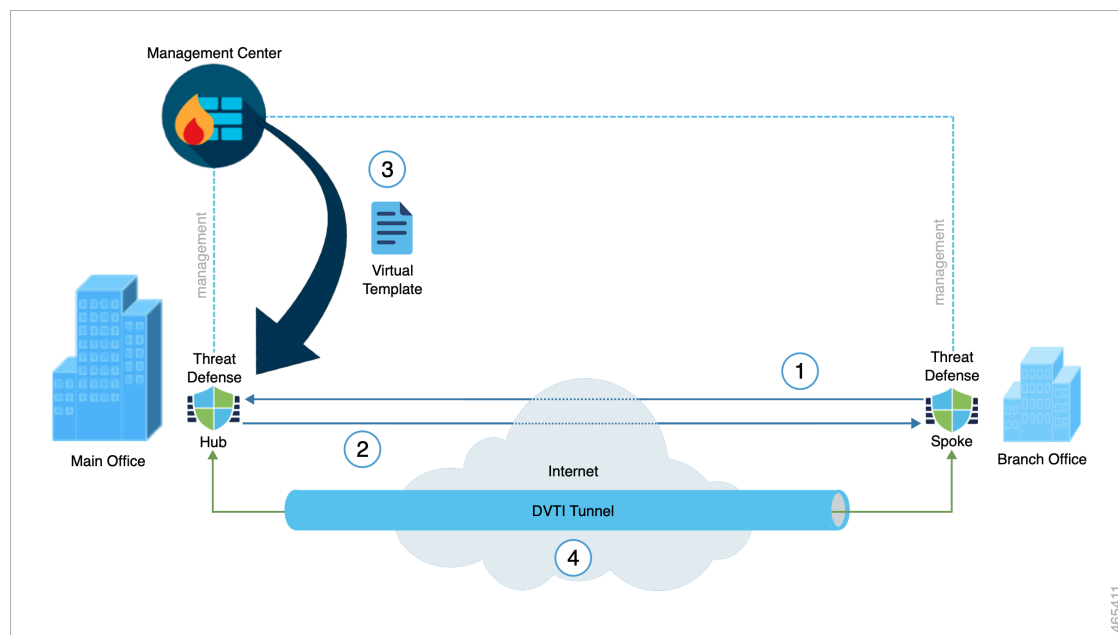 Management Center
3
management
Virtual
Template
management
Threat
Defense
Hub
Main Office
1
2
Threat
Defense
Spoke
Branch Office
Internet
DVTI Tunnel
4
465411